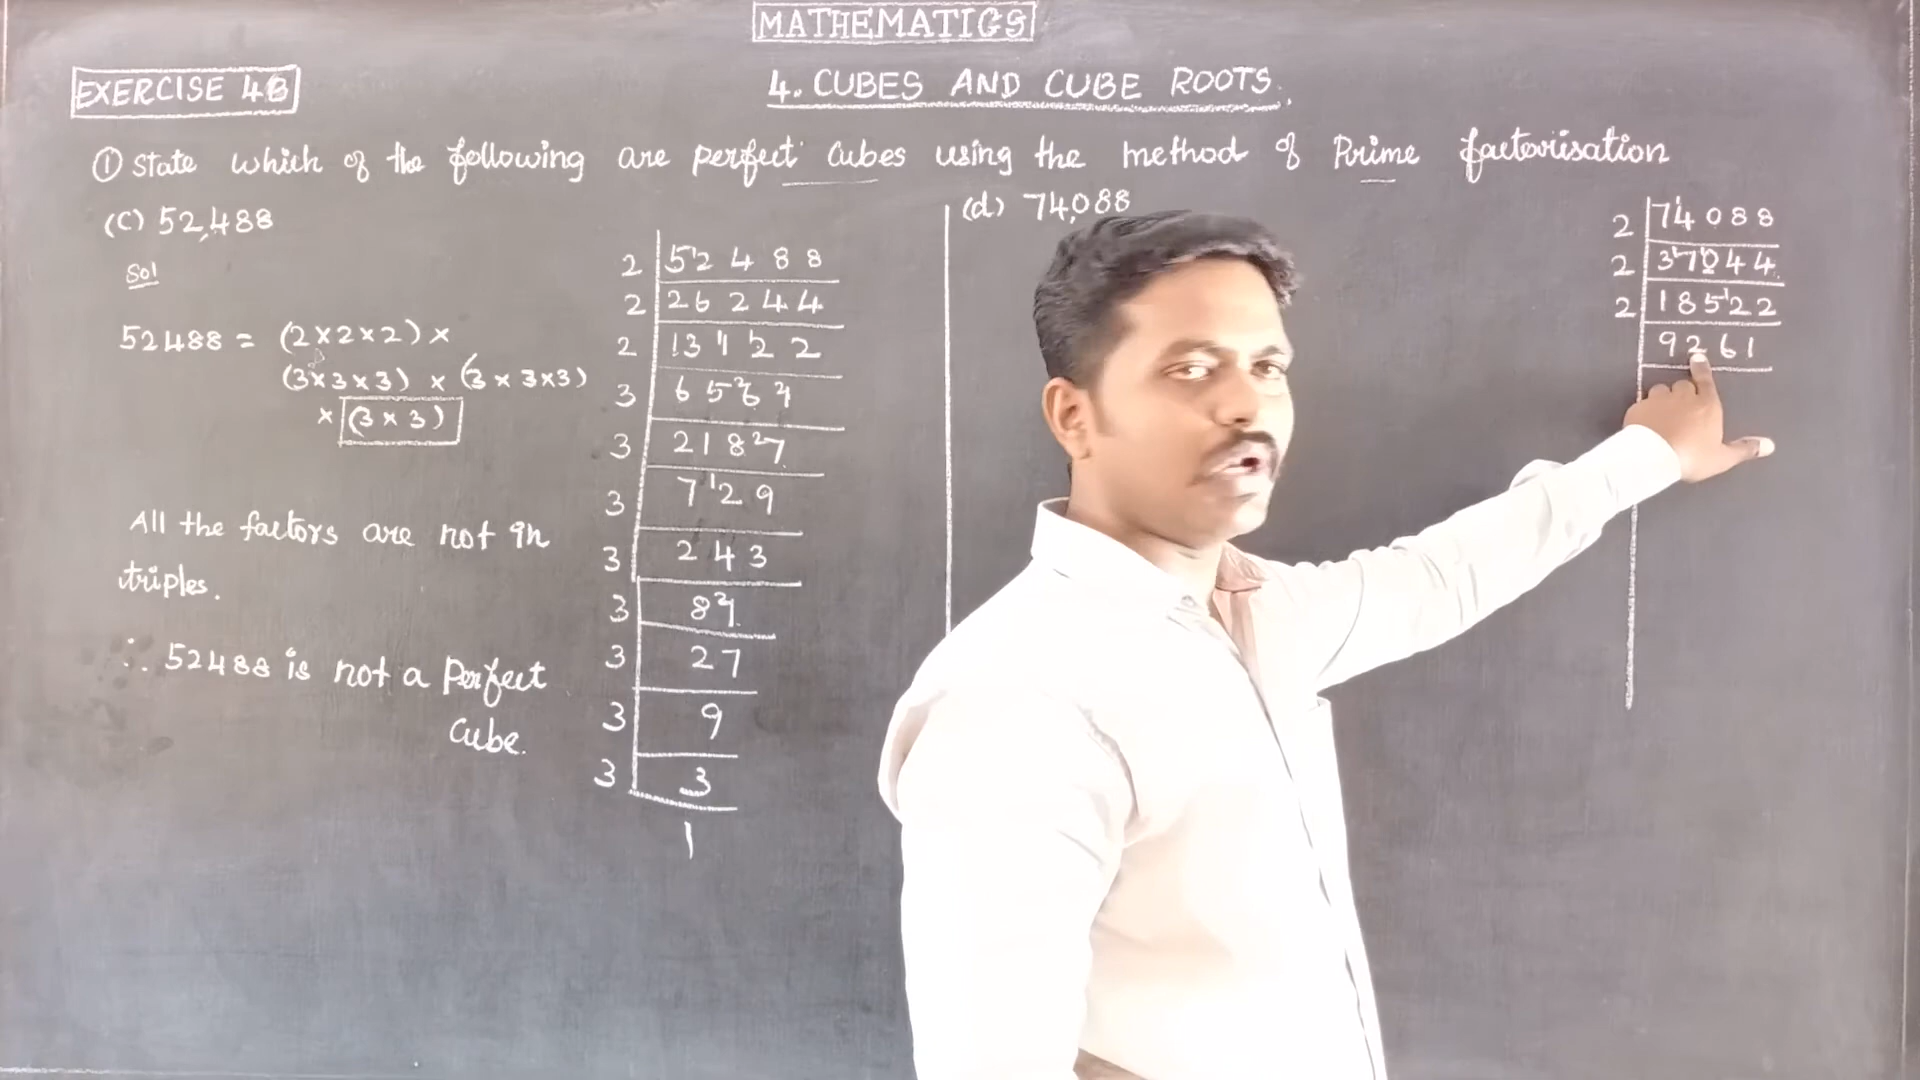 MATHEMATICS
EXERCISE 4B
4. CUBES AND CUBE ROOTS.
① State which of the following are perfect cubes using the method of Prime factorisation
(C) 52,488
Sol
52488 = (2×2×2) ×
(3×3×3) × (3×3×3)
× (3×3)
All the factors are not in
triples.
∴ 52488 is not a Perfect
Cube.
2 | 52488
2 | 26244
2 | 13122
3 | 6561
3 | 2187
3 | 729
3 | 243
3 | 81
3 | 27
3 | 9
3 | 3
1
(d) 74,088
2 | 74088
2 | 37044
2 | 18522
9261